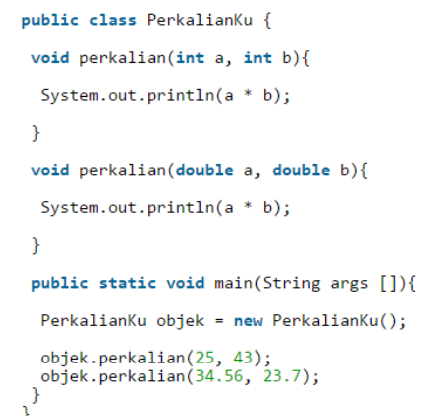 public class PerkalianKu {
void perkalian(int a, int b){
System.out.println(a * b);
}
void perkalian(double a, double b){
System.out.println(a * b);
}
public static void main(String args []){
PerkalianKu objek = new PerkalianKu();
objek.perkalian(25, 43);
objek.perkalian(34.56, 23.7);
}
}